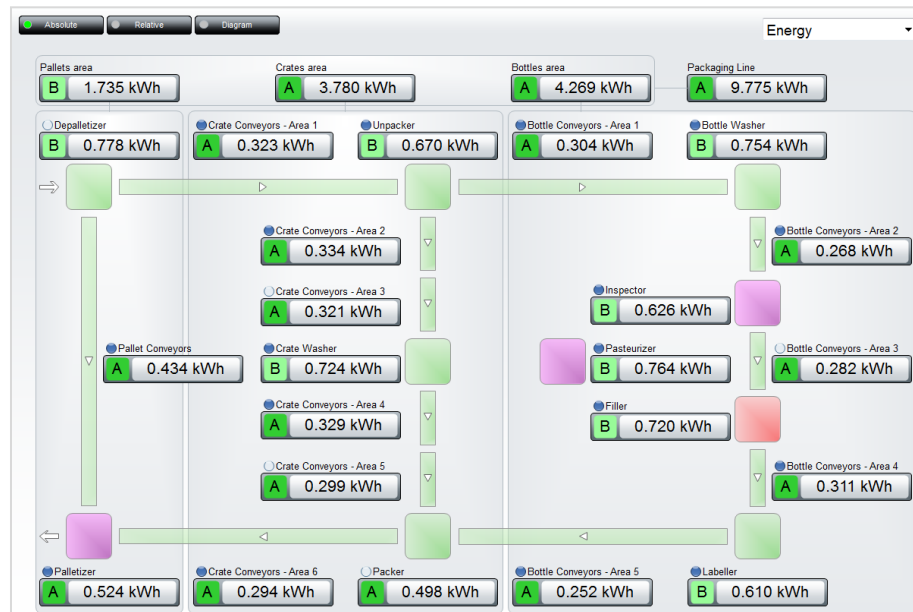 Absolute Relative Diagram
Energy
Pallets area Crates area Bottles area Packaging Line
B 1.735 kWh A 3.780 kWh A 4.269 kWh A 9.775 kWh
Depalletizer Crate Conveyors - Area 1 Unpacker Bottle Conveyors - Area 1 Bottle Washer
B 0.778 kWh A 0.323 kWh B 0.670 kWh A 0.304 kWh B 0.754 kWh
Crate Conveyors - Area 2 Bottle Conveyors - Area 2
A 0.334 kWh A 0.268 kWh
Crate Conveyors - Area 3 Inspector
A 0.321 kWh B 0.626 kWh
Pallet Conveyors Crate Washer Pasteurizer Bottle Conveyors - Area 3
A 0.434 kWh B 0.724 kWh B 0.764 kWh A 0.282 kWh
Crate Conveyors - Area 4 Filler
A 0.329 kWh B 0.720 kWh
Crate Conveyors - Area 5 Bottle Conveyors - Area 4
A 0.299 kWh A 0.311 kWh
Palletizer Crate Conveyors - Area 6 Packer Bottle Conveyors - Area 5 Labeller
A 0.524 kWh A 0.294 kWh A 0.498 kWh A 0.252 kWh B 0.610 kWh